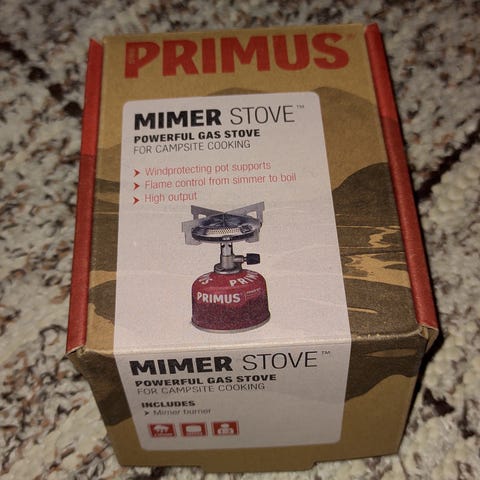 PRIMUS
MIMER STOVE™
POWERFUL GAS STOVE
FOR CAMPSITE COOKING
Windprotecting pot supports
Flame control from simmer to boil
High output
PRIMUS
MIMER STOVE™
POWERFUL GAS STOVE
FOR CAMPSITE COOKING
INCLUDES
Mimer burner